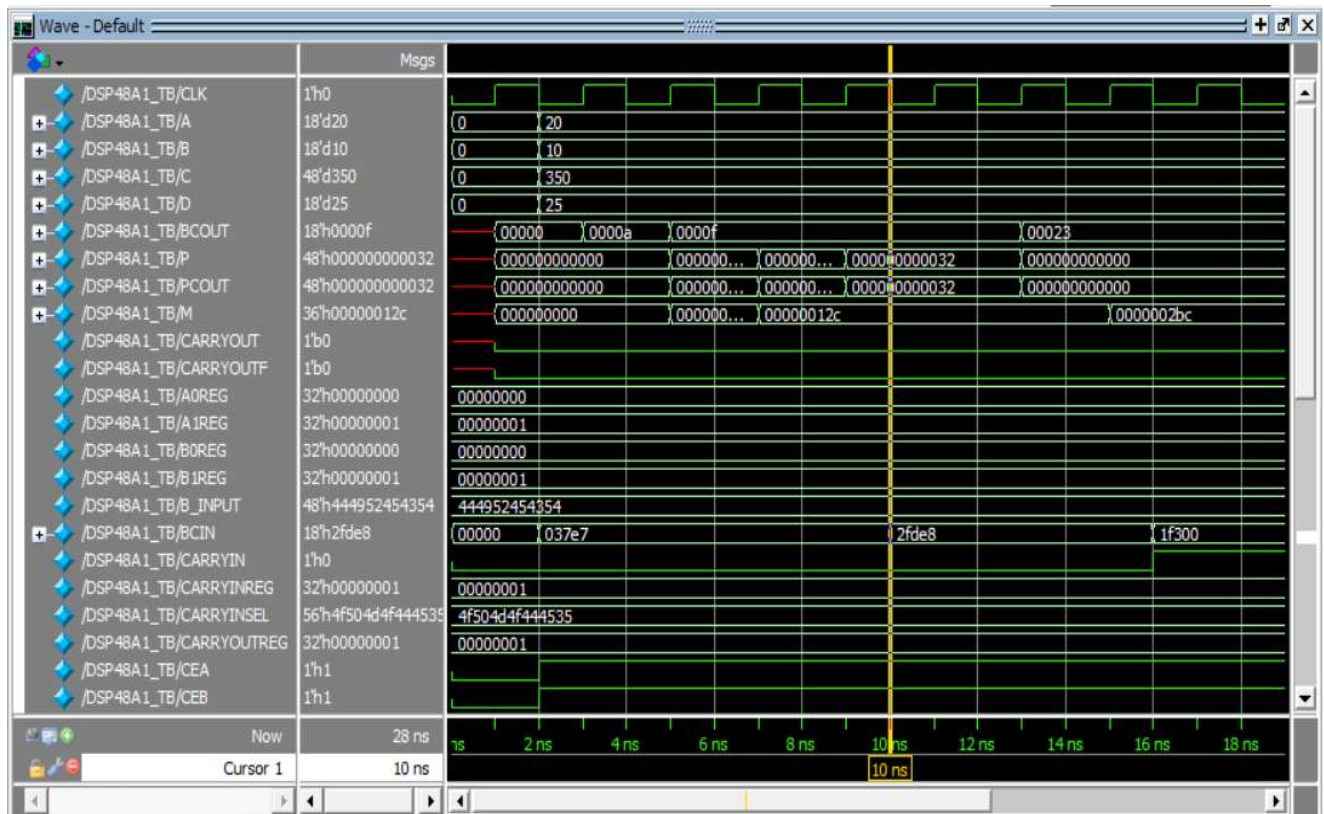 Wave - Default
Msgs
/DSP48A1_TB/CLK 1'h0
/DSP48A1_TB/A 18'd20 0 20
/DSP48A1_TB/B 18'd10 0 10
/DSP48A1_TB/C 48'd350 0 350
/DSP48A1_TB/D 18'd25 0 25
/DSP48A1_TB/BCOUT 18'h0000f 00000 0000a 0000f 00023
/DSP48A1_TB/P 48'h000000000032 000000000000 000000... 000000... 000000000032 000000000000
/DSP48A1_TB/PCOUT 48'h000000000032 000000000000 000000... 000000... 000000000032 000000000000
/DSP48A1_TB/M 36'h00000012c 000000000 000000... 00000012c 0000002bc
/DSP48A1_TB/CARRYOUT 1'b0
/DSP48A1_TB/CARRYOUTF 1'b0
/DSP48A1_TB/A0REG 32'h00000000 00000000
/DSP48A1_TB/A1REG 32'h00000001 00000001
/DSP48A1_TB/B0REG 32'h00000000 00000000
/DSP48A1_TB/B1REG 32'h00000001 00000001
/DSP48A1_TB/B_INPUT 48'h444952454354 444952454354
/DSP48A1_TB/BCIN 18'h2fde8 00000 037e7 2fde8 1f300
/DSP48A1_TB/CARRYIN 1'h0
/DSP48A1_TB/CARRYINREG 32'h00000001 00000001
/DSP48A1_TB/CARRYINSEL 56'h4f504d4f444535 4f504d4f444535
/DSP48A1_TB/CARRYOUTREG 32'h00000001 00000001
/DSP48A1_TB/CEA 1'h1
/DSP48A1_TB/CEB 1'h1
Now 28 ns ns 2 ns 4 ns 6 ns 8 ns 10 ns 12 ns 14 ns 16 ns 18 ns
Cursor 1 10 ns 10 ns